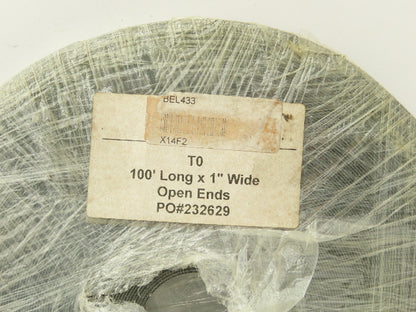 BEL433
X14F2
T0
100' Long x 1" Wide
Open Ends
PO#232629